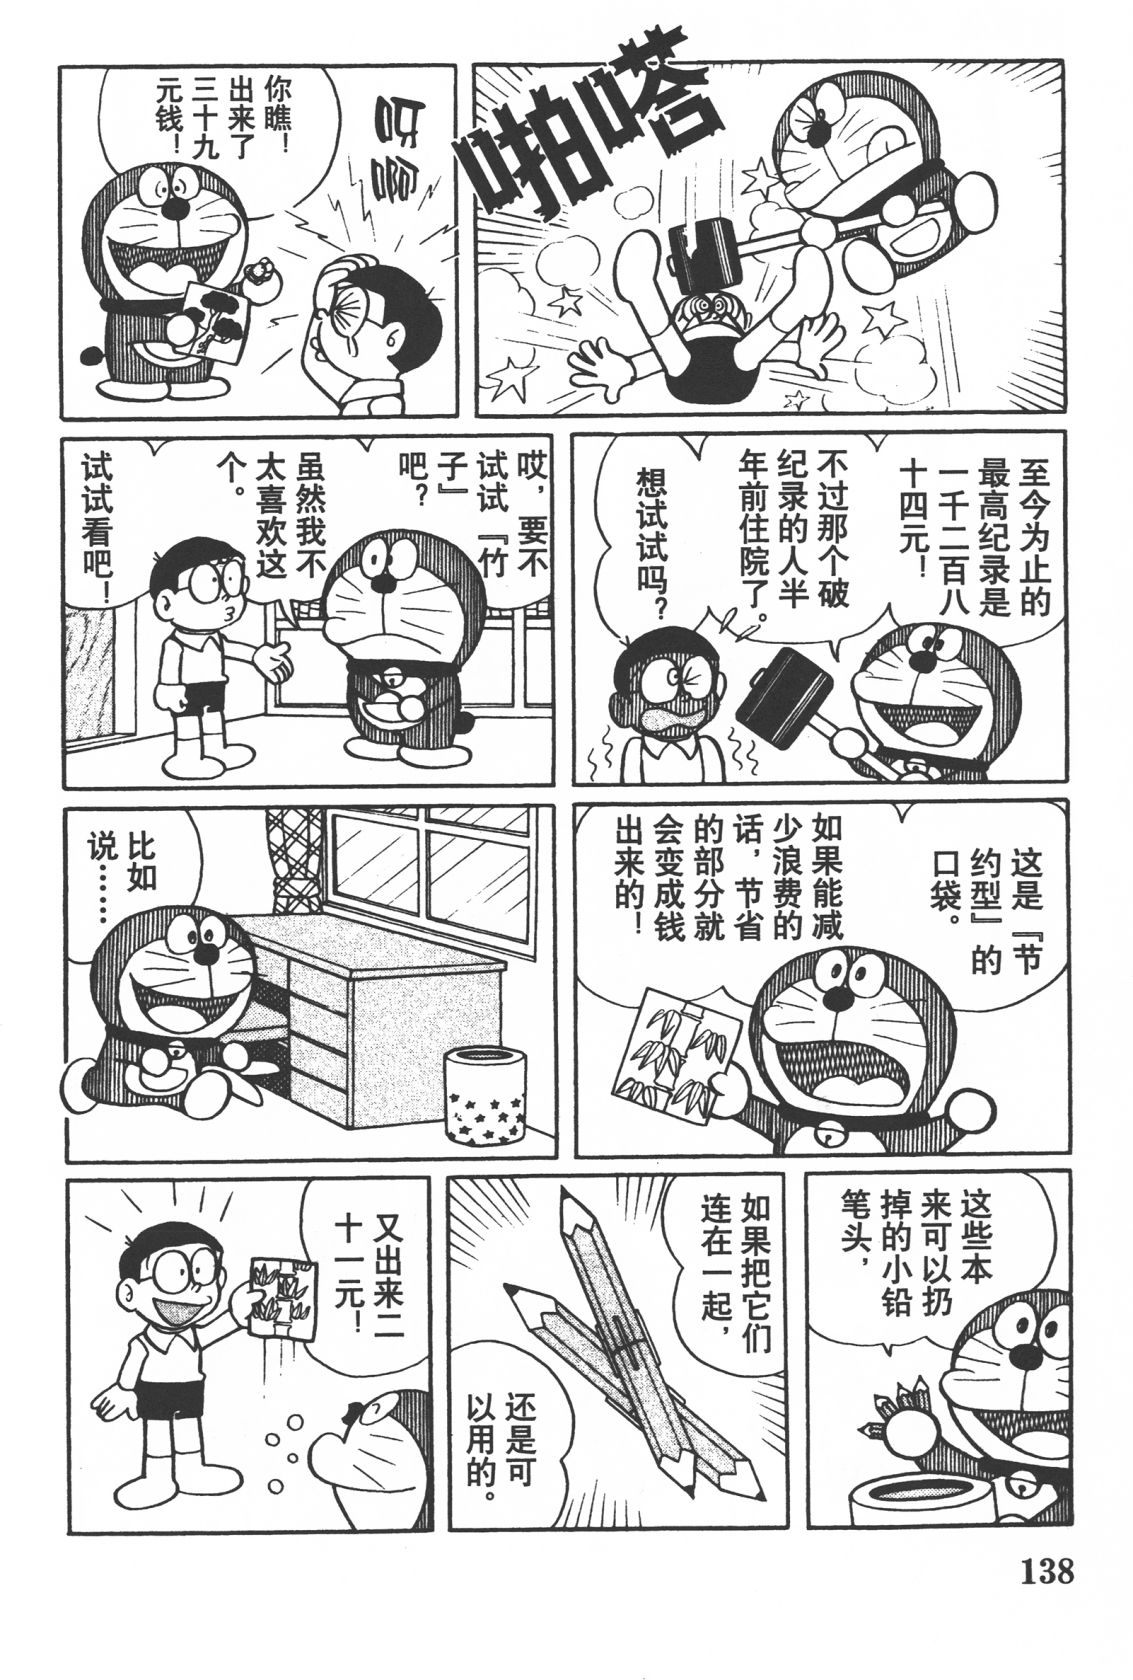 啪嗒
呀啊
你瞧！
出来了
三十九
元钱！
至今为止的
最高纪录是
一千二百八
十四元！
不过那个破
纪录的人半
年前住院了。
想试试吗？
哎，要不
试试『竹
子』
吧？
虽然我不
太喜欢这
个。
试试看吧！
这是『节
约型』的
口袋。
如果能减
少浪费的
话，节省
的部分就
会变成钱
出来的！
比如
说……
这些本
来可以扔
掉的小铅
笔头，
如果把它们
连在一起，
还是可
以用的。
又出来二
十一元！
138